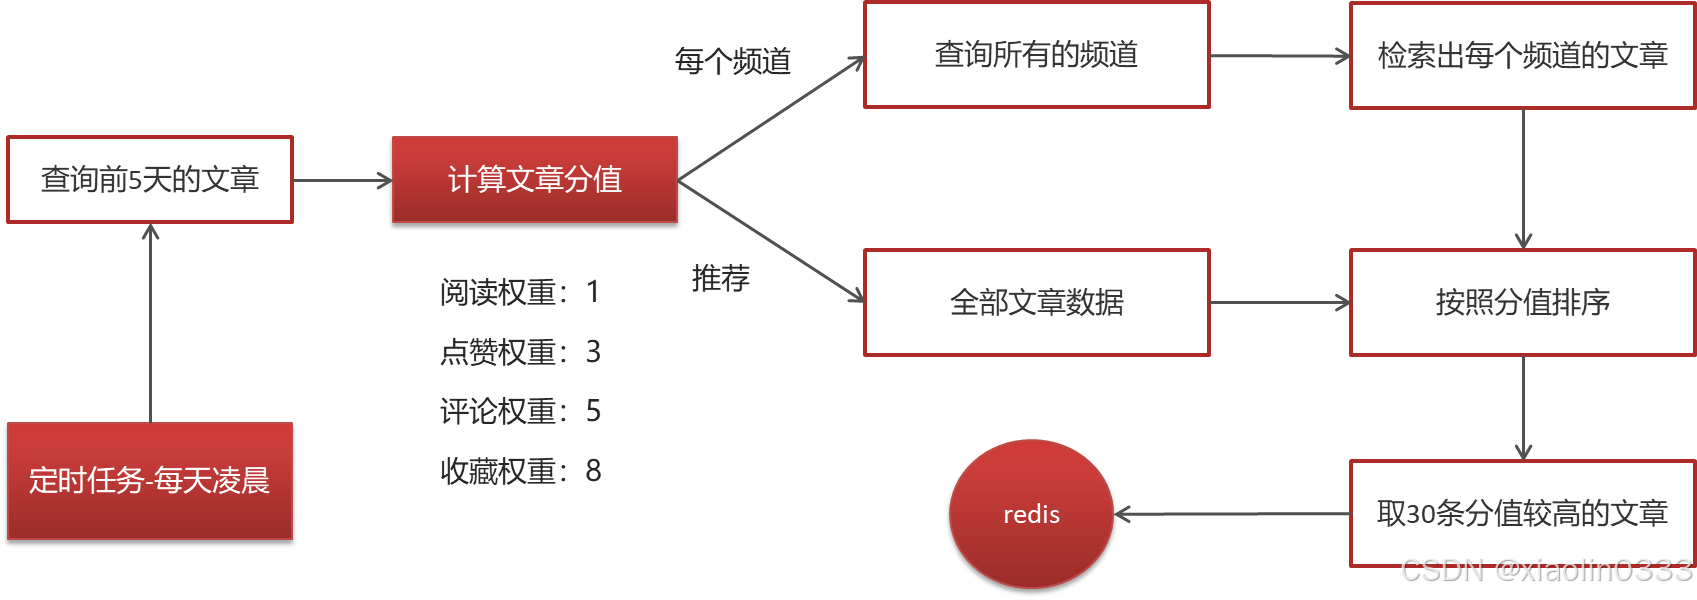 定时任务-每天凌晨
查询前5天的文章
计算文章分值
阅读权重：1
点赞权重：3
评论权重：5
收藏权重：8
每个频道
查询所有的频道
检索出每个频道的文章
推荐
全部文章数据
按照分值排序
取30条分值较高的文章
redis
CSDN @xiaolin0333